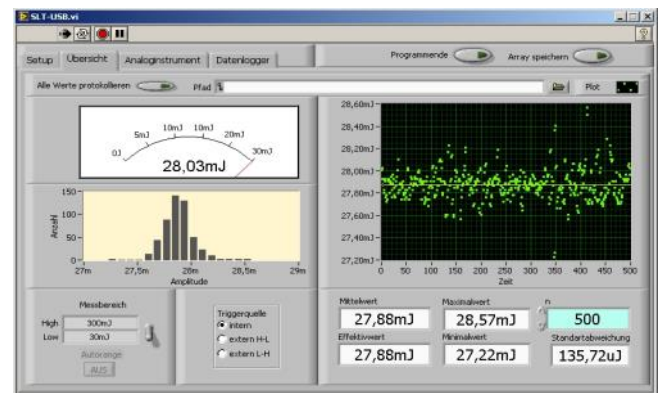 SLT-USB.vi
Setup Übersicht Analoginstrument Datenlogger
Programmende Array speichern
Alle Werte protokollieren Pfad Plot
0J 5mJ 10mJ 10mJ 20mJ 30mJ
28,03mJ
Anzahl
150
100
50
0
27m 27,5m 28m 28,5m 29m
Amplitude
28,60mJ
28,40mJ
28,20mJ
28,00mJ
27,80mJ
27,60mJ
27,40mJ
27,20mJ
0 50 100 150 200 250 300 350 400 450 500
Zeit
Messbereich
High 300mJ
Low 30mJ
Autorange
AUS
Triggerquelle
intern
extern H-L
extern L-H
Mittelwert Maximalwert n
27,88mJ 28,57mJ 500
Effektivwert Minimalwert Standartabweichung
27,88mJ 27,22mJ 135,72uJ